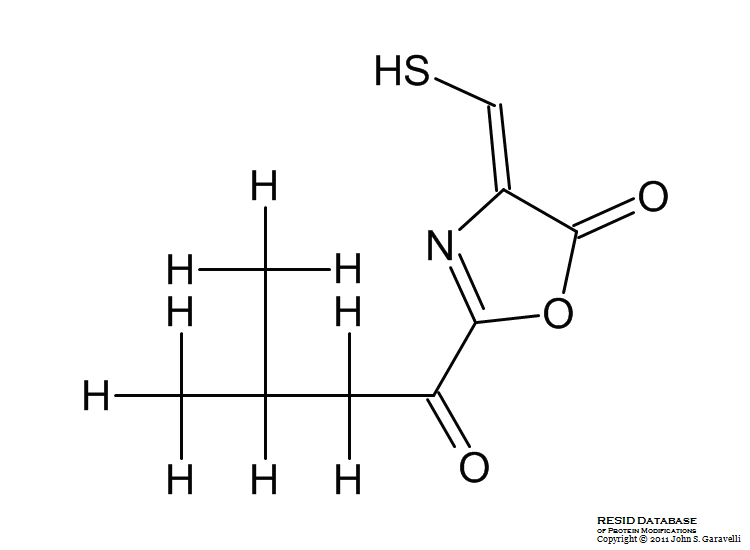 HS
H
O
N
H H
H H
O
H
O
H H H
RESID DATABASE
OF PROTEIN MODIFICATIONS
Copyright © 2011 John S. Garavelli